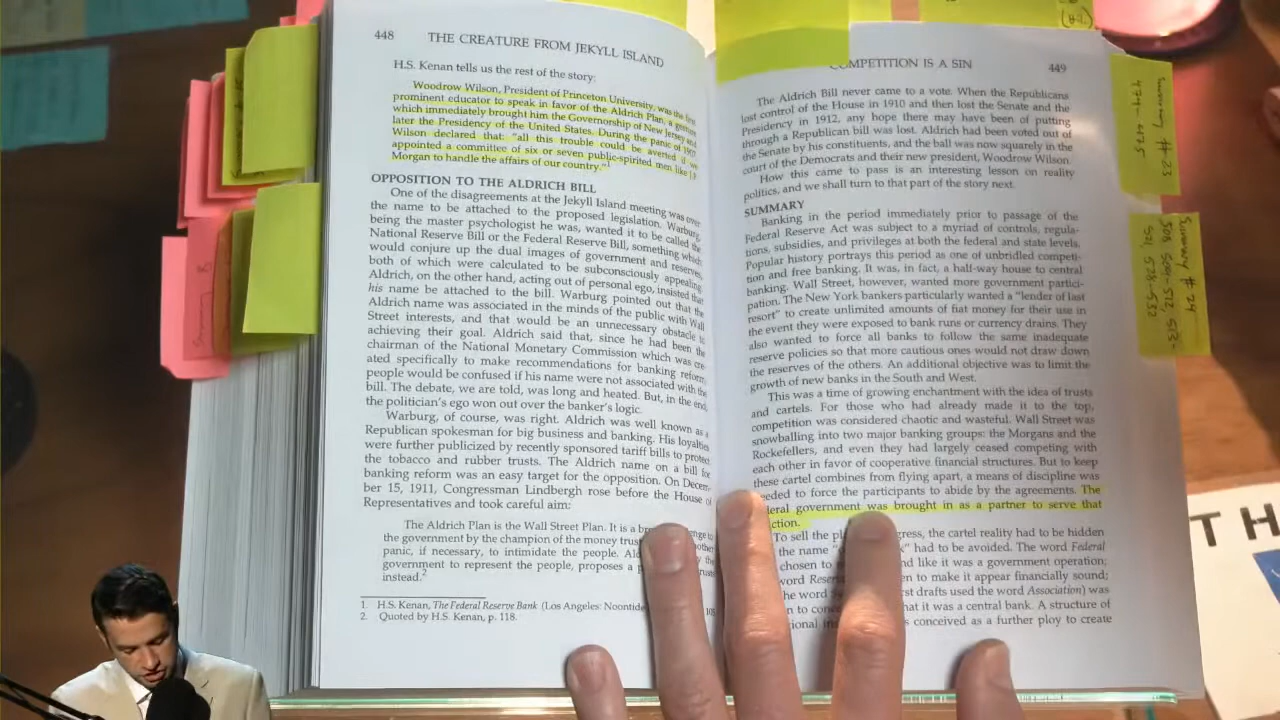 448 THE CREATURE FROM JEKYLL ISLAND
H.S. Kenan tells us the rest of the story:
Woodrow Wilson, President of Princeton University, was the first
prominent educator to speak in favor of the Aldrich Plan, a gesture
which immediately brought him the Governorship of New Jersey and
later the Presidency of the United States. During the panic of 1907
Wilson declared that: "all this trouble could be averted if we
appointed a committee of six or seven public-spirited men like J.P.
Morgan to handle the affairs of our country."1
OPPOSITION TO THE ALDRICH BILL
One of the disagreements at the Jekyll Island meeting was over
the name to be attached to the proposed legislation. Warburg,
being the master psychologist he was, wanted it to be called the
National Reserve Bill or the Federal Reserve Bill, something which
would conjure up the dual images of government and reserves,
both of which were calculated to be subconsciously appealing.
Aldrich, on the other hand, acting out of personal ego, insisted that
his name be attached to the bill. Warburg pointed out that the
Aldrich name was associated in the minds of the public with Wall
Street interests, and that would be an unnecessary obstacle to
achieving their goal. Aldrich said that, since he had been the
chairman of the National Monetary Commission which was cre-
ated specifically to make recommendations for banking reform,
people would be confused if his name were not associated with the
bill. The debate, we are told, was long and heated. But, in the end,
the politician's ego won out over the banker's logic.
Warburg, of course, was right. Aldrich was well known as a
Republican spokesman for big business and banking. His loyalties
were further publicized by recently sponsored tariff bills to protect
the tobacco and rubber trusts. The Aldrich name on a bill for
banking reform was an easy target for the opposition. On Decem-
ber 15, 1911, Congressman Lindbergh rose before the House of
Representatives and took careful aim:
The Aldrich Plan is the Wall Street Plan. It is a
the government by the champion of the money
panic, if necessary, to intimidate the people.
government to represent the people, proposes a
instead.2
1. H.S. Kenan, The Federal Reserve Bank (Los Angeles:
2. Quoted by H.S. Kenan, p. 118.
COMPETITION IS A SIN 449
The Aldrich Bill never came to a vote. When the Republicans
lost control of the House in 1910 and then lost the Senate and the
Presidency in 1912, any hope there may have been of putting
through a Republican bill was lost. Aldrich had been voted out of
the Senate by his constituents, and the ball was now squarely in the
court of the Democrats and their new president, Woodrow Wilson.
How this came to pass is an interesting lesson on reality
politics, and we shall turn to that part of the story next.
SUMMARY
Banking in the period immediately prior to passage of the
Federal Reserve Act was subject to a myriad of controls, regula-
tions, subsidies, and privileges at both the federal and state levels.
Popular history portrays this period as one of unbridled competi-
tion and free banking. It was, in fact, a half-way house to central
banking. Wall Street, however, wanted more government partici-
pation. The New York bankers particularly wanted a "lender of last
resort" to create unlimited amounts of fiat money for their use in
the event they were exposed to bank runs or currency drains. They
also wanted to force all banks to follow the same inadequate
reserve policies so that more cautious ones would not draw down
the reserves of the others. An additional objective was to limit the
growth of new banks in the South and West.
This was a time of growing enchantment with the idea of trusts
and cartels. For those who had already made it to the top,
competition was considered chaotic and wasteful. Wall Street was
snowballing into two major banking groups: the Morgans and the
Rockefellers, and even they had largely ceased competing with
each other in favor of cooperative financial structures. But to keep
these cartel combines from flying apart, a means of discipline was
needed to force the participants to abide by the agreements. The
federal government was brought in as a partner to serve that
To sell the congress, the cartel reality had to be hidden
the name had to be avoided. The word Federal
chosen to like it was a government operation;
word to make it appear financially sound;
the word drafts used the word Association) was
that it was a central bank. A structure of
conceived as a further ploy to create
Summary # 23
474-475
Summary # 24
508, 509-512, 513-
521, 528-532
TH